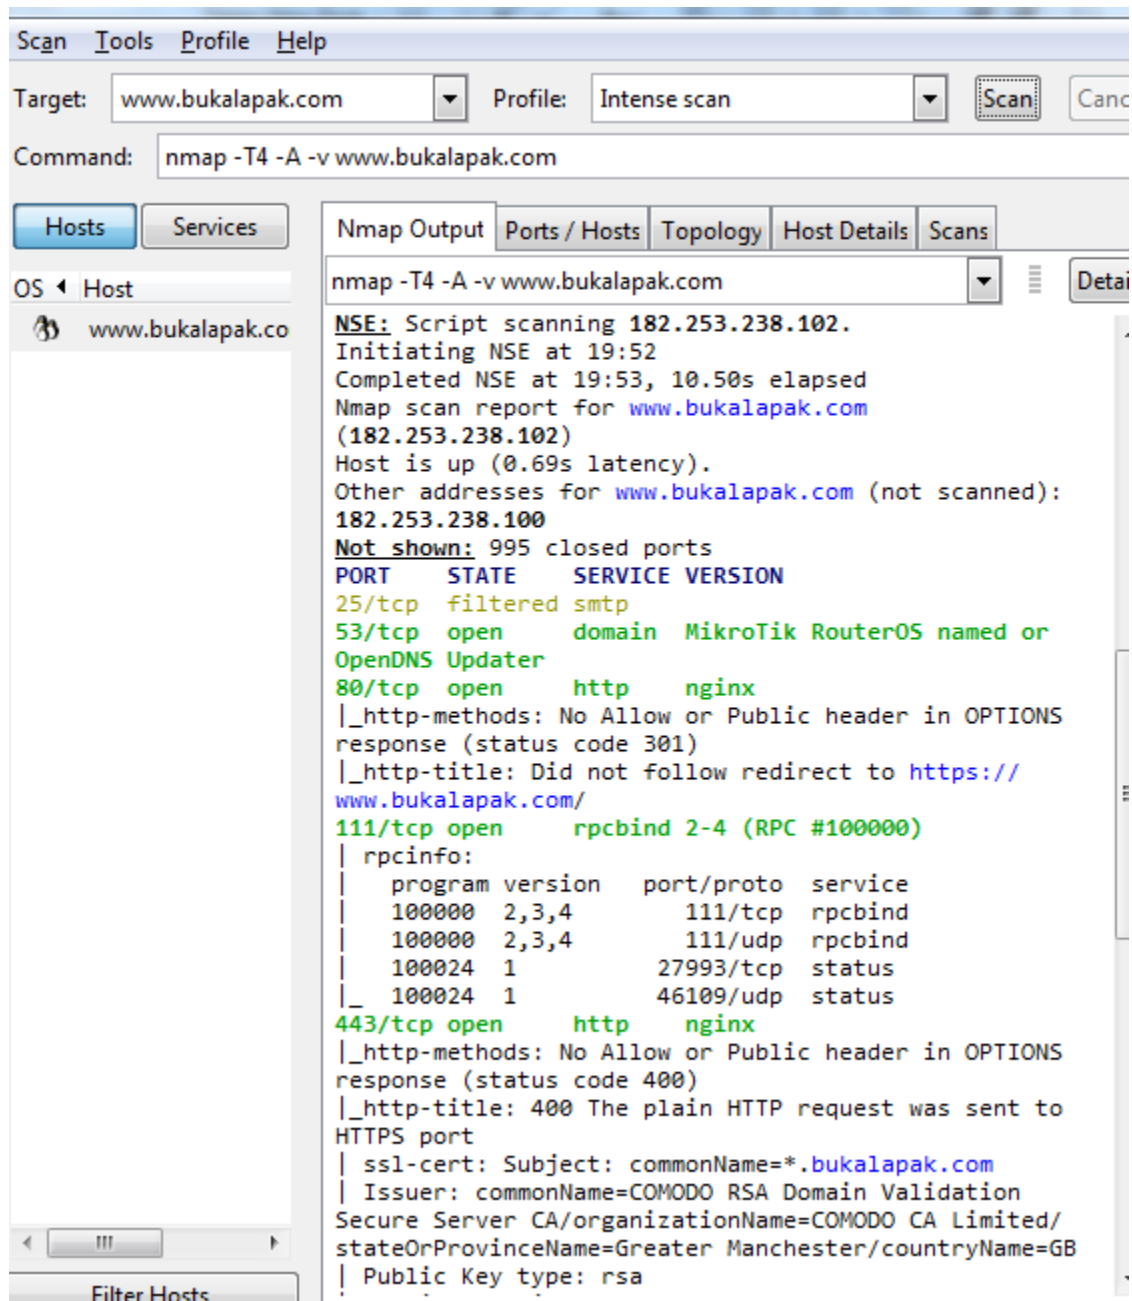 Scan Tools Profile Help
Target: www.bukalapak.com Profile: Intense scan Scan Canc
Command: nmap -T4 -A -v www.bukalapak.com
Hosts Services
Nmap Output Ports / Hosts Topology Host Details Scans
nmap -T4 -A -v www.bukalapak.com Detai
OS Host
www.bukalapak.co
NSE: Script scanning 182.253.238.102.
Initiating NSE at 19:52
Completed NSE at 19:53, 10.50s elapsed
Nmap scan report for www.bukalapak.com
(182.253.238.102)
Host is up (0.69s latency).
Other addresses for www.bukalapak.com (not scanned):
182.253.238.100
Not shown: 995 closed ports
PORT STATE SERVICE VERSION
25/tcp filtered smtp
53/tcp open domain MikroTik RouterOS named or
OpenDNS Updater
80/tcp open http nginx
|_http-methods: No Allow or Public header in OPTIONS
response (status code 301)
|_http-title: Did not follow redirect to https://
www.bukalapak.com/
111/tcp open rpcbind 2-4 (RPC #100000)
| rpcinfo:
| program version port/proto service
| 100000 2,3,4 111/tcp rpcbind
| 100000 2,3,4 111/udp rpcbind
| 100024 1 27993/tcp status
|_ 100024 1 46109/udp status
443/tcp open http nginx
|_http-methods: No Allow or Public header in OPTIONS
response (status code 400)
|_http-title: 400 The plain HTTP request was sent to
HTTPS port
| ssl-cert: Subject: commonName=*.bukalapak.com
| Issuer: commonName=COMODO RSA Domain Validation
Secure Server CA/organizationName=COMODO CA Limited/
stateOrProvinceName=Greater Manchester/countryName=GB
| Public Key type: rsa
Filter Hosts